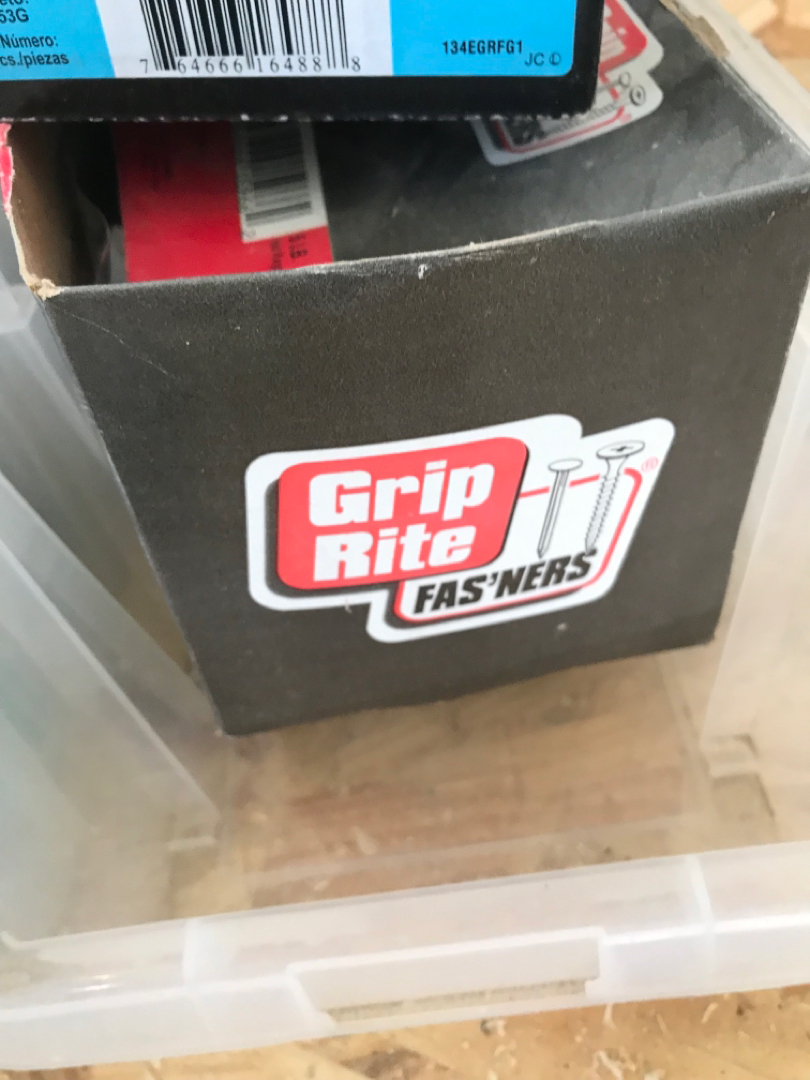 53G
Número:
cs./piezas
7 64666 16488 8
134EGRFG1 JC
Grip
Rite
®
FAS'NERS